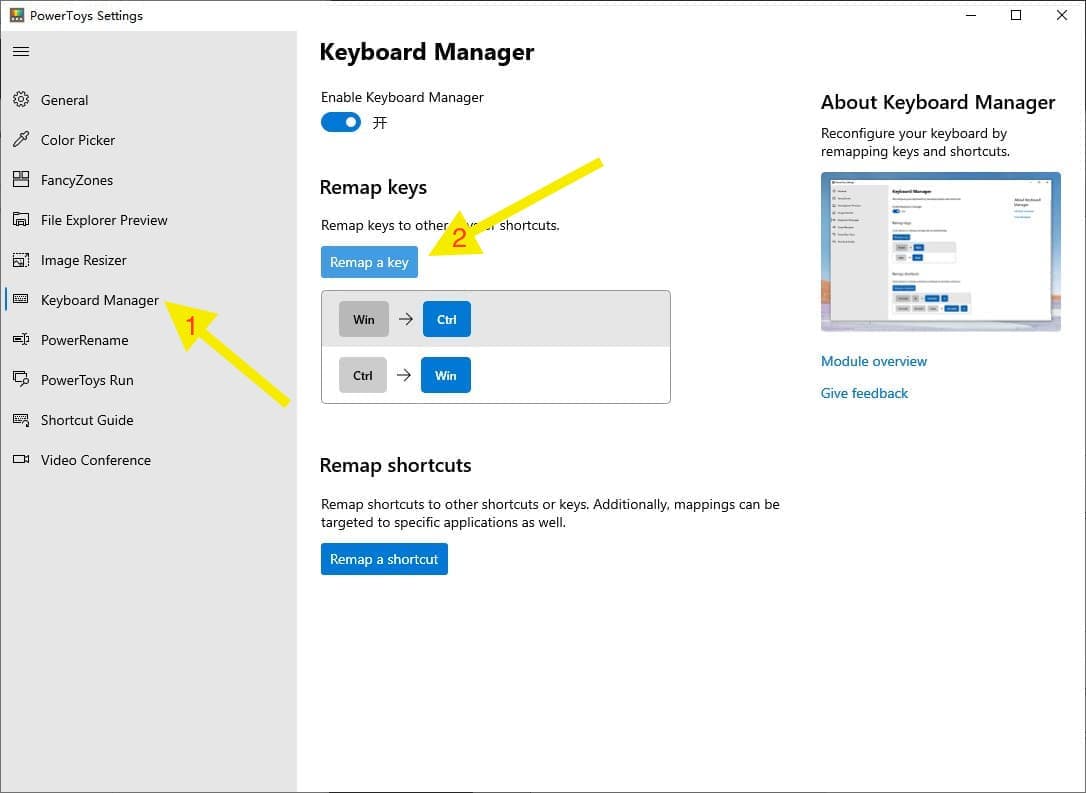 PowerToys Settings
General
Color Picker
FancyZones
File Explorer Preview
Image Resizer
Keyboard Manager
PowerRename
PowerToys Run
Shortcut Guide
Video Conference
1
Keyboard Manager
Enable Keyboard Manager
开
Remap keys
Remap keys to other shortcuts.
2
Remap a key
Win → Ctrl
Ctrl → Win
Remap shortcuts
Remap shortcuts to other shortcuts or keys. Additionally, mappings can be
targeted to specific applications as well.
Remap a shortcut
About Keyboard Manager
Reconfigure your keyboard by
remapping keys and shortcuts.
Module overview
Give feedback